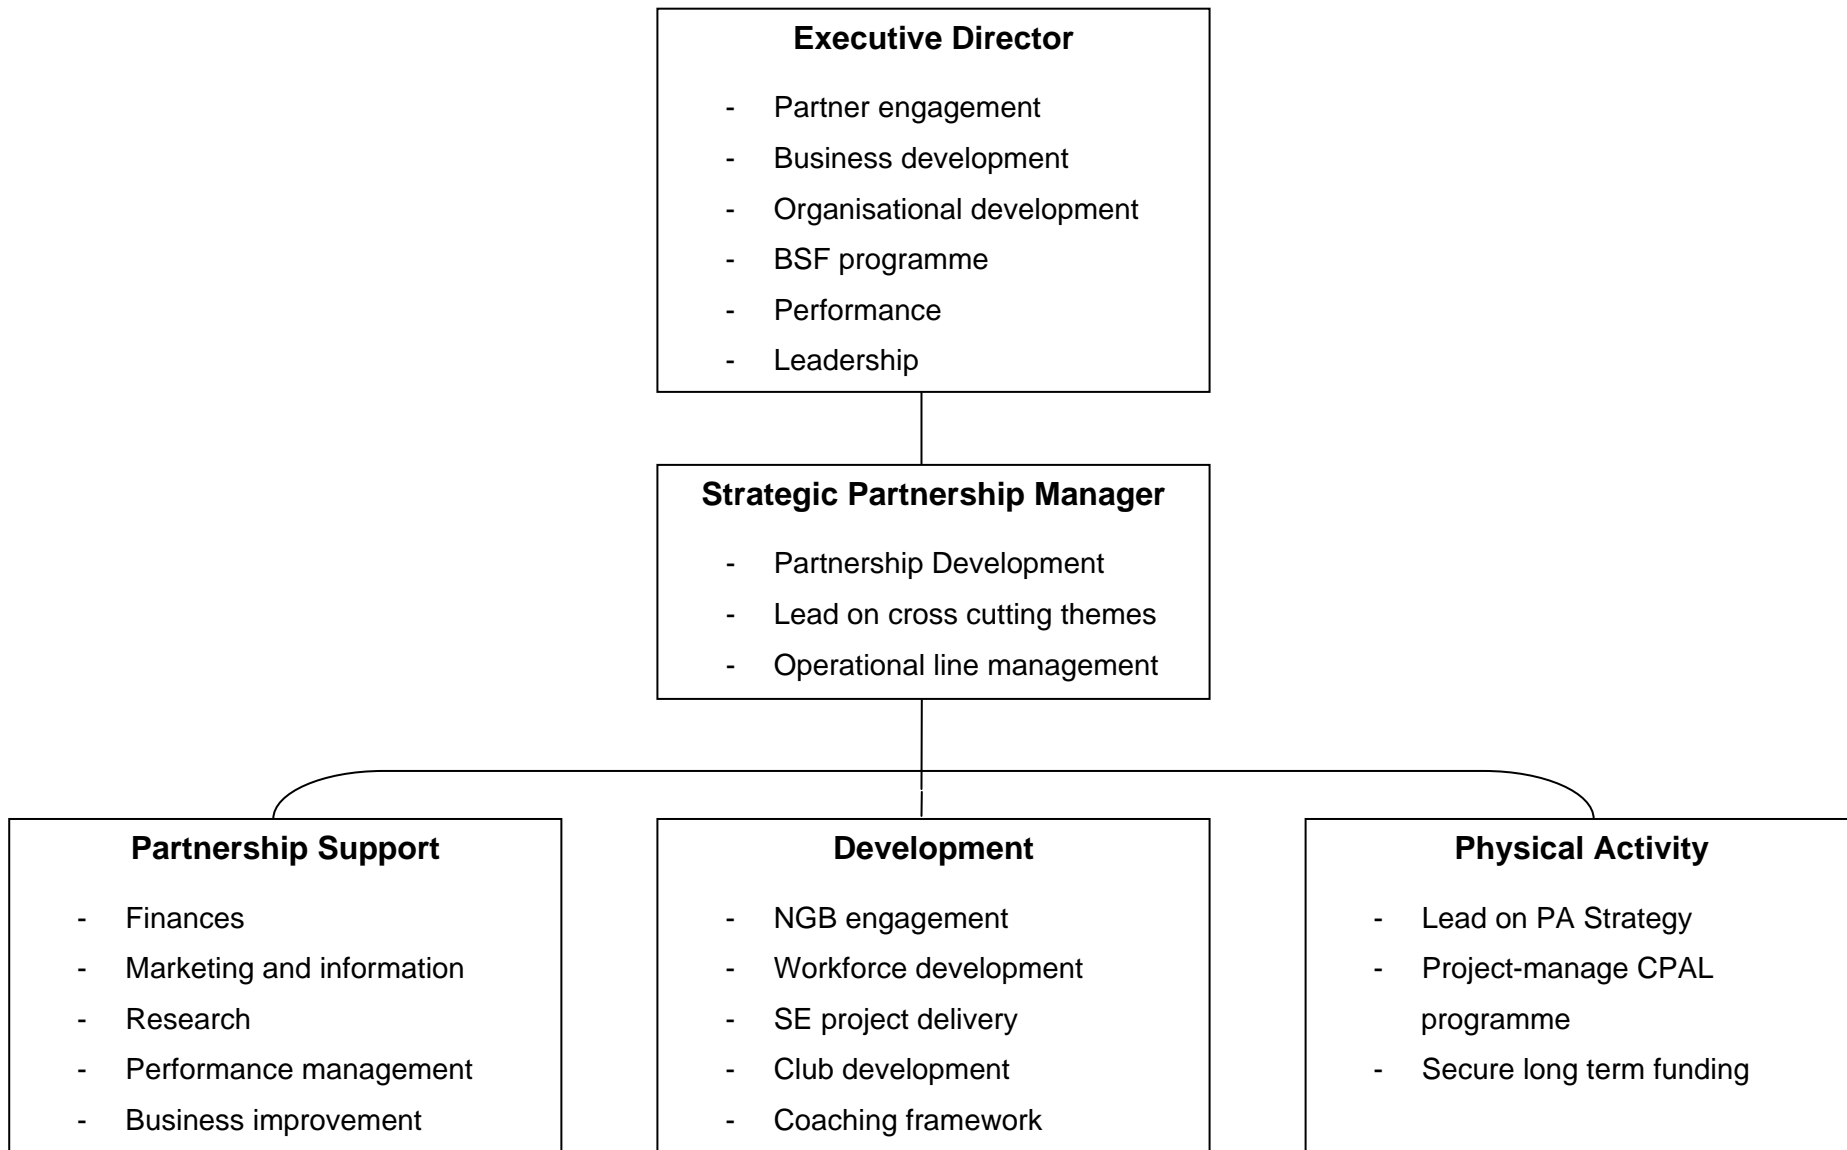 Executive Director
- Partner engagement
- Business development
- Organisational development
- BSF programme
- Performance
- Leadership
Strategic Partnership Manager
- Partnership Development
- Lead on cross cutting themes
- Operational line management
Partnership Support
- Finances
- Marketing and information
- Research
- Performance management
- Business improvement
Development
- NGB engagement
- Workforce development
- SE project delivery
- Club development
- Coaching framework
Physical Activity
- Lead on PA Strategy
- Project-manage CPAL
programme
- Secure long term funding